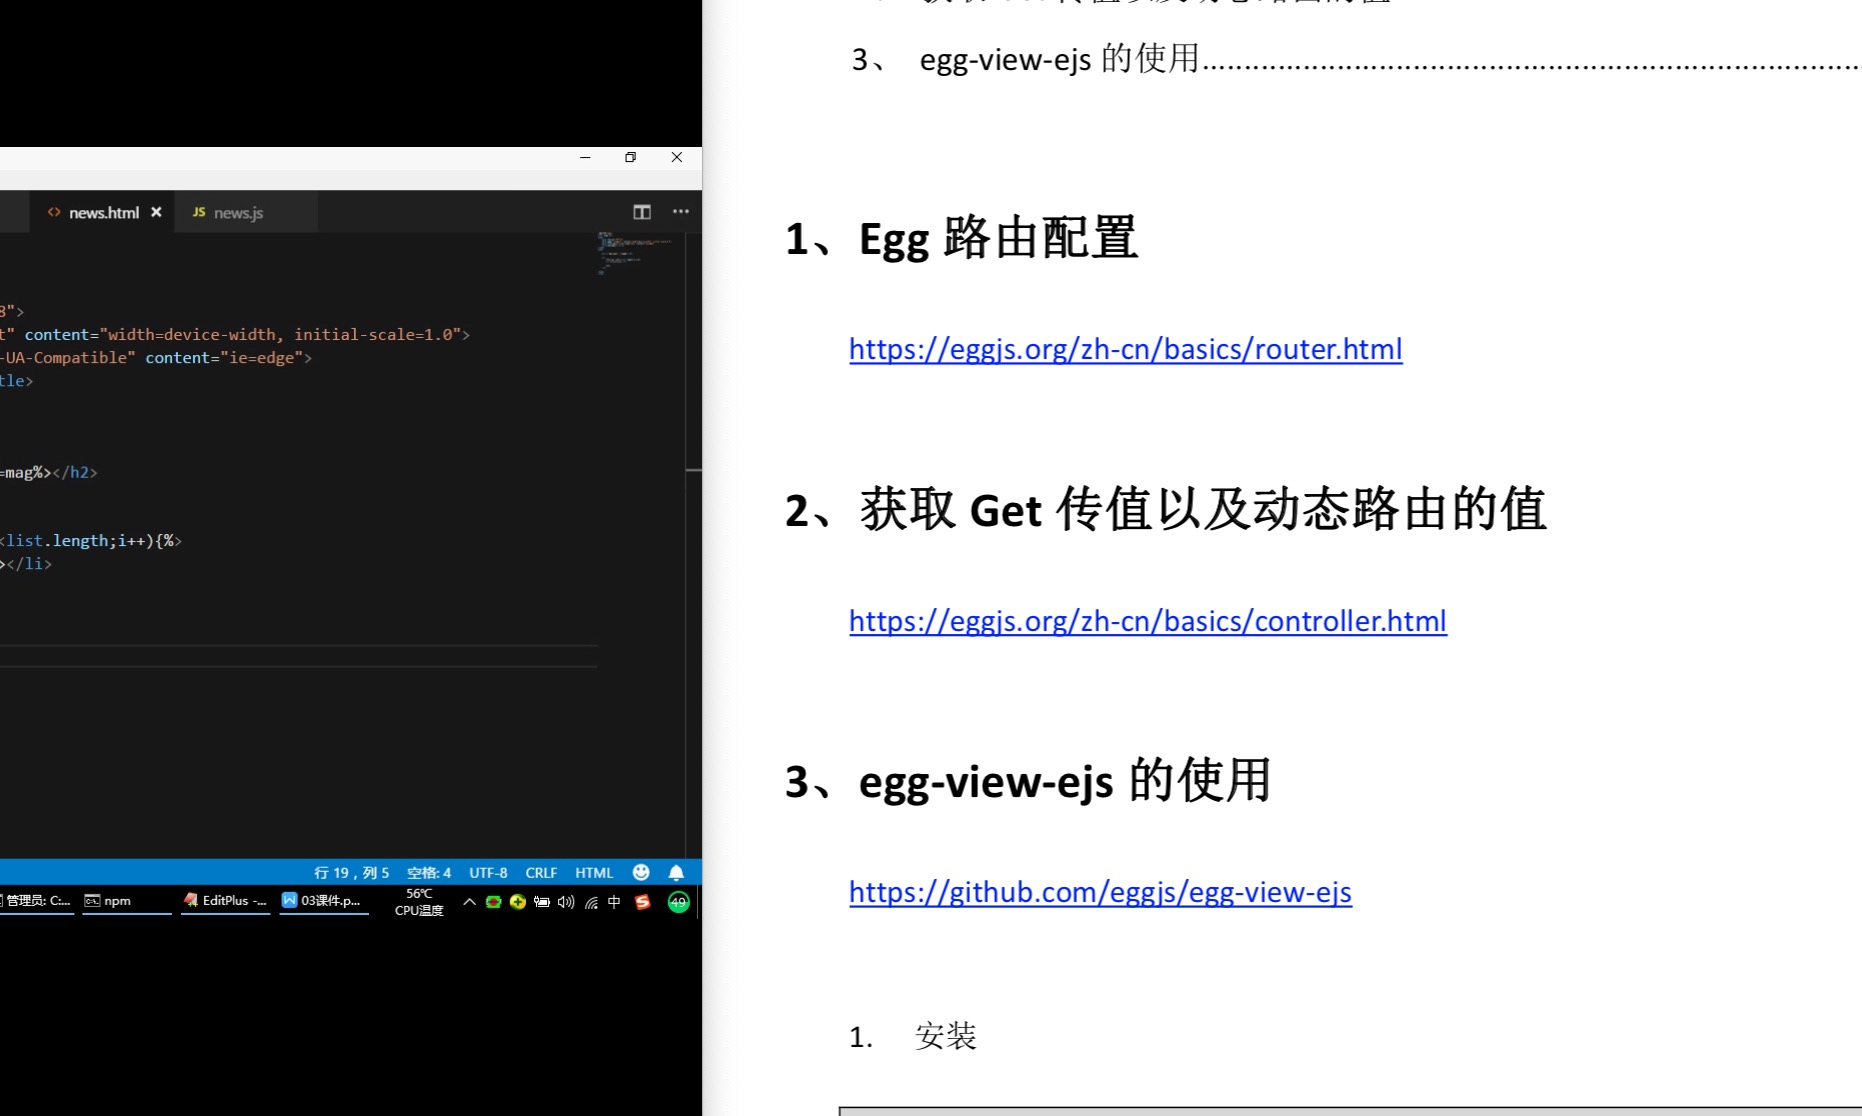 3、 egg-view-ejs 的使用
1、Egg 路由配置
https://eggjs.org/zh-cn/basics/router.html
2、获取 Get 传值以及动态路由的值
https://eggjs.org/zh-cn/basics/controller.html
3、egg-view-ejs 的使用
https://github.com/eggjs/egg-view-ejs
1. 安装
news.html
JS news.js
8">
t" content="width=device-width, initial-scale=1.0">
-UA-Compatible" content="ie=edge">
tle>
=mag%></h2>
<list.length;i++){%>
></li>
行 19，列 5 空格: 4 UTF-8 CRLF HTML
管理员: C:...
npm
EditPlus -...
03课件.p...
56℃
CPU温度
中
49